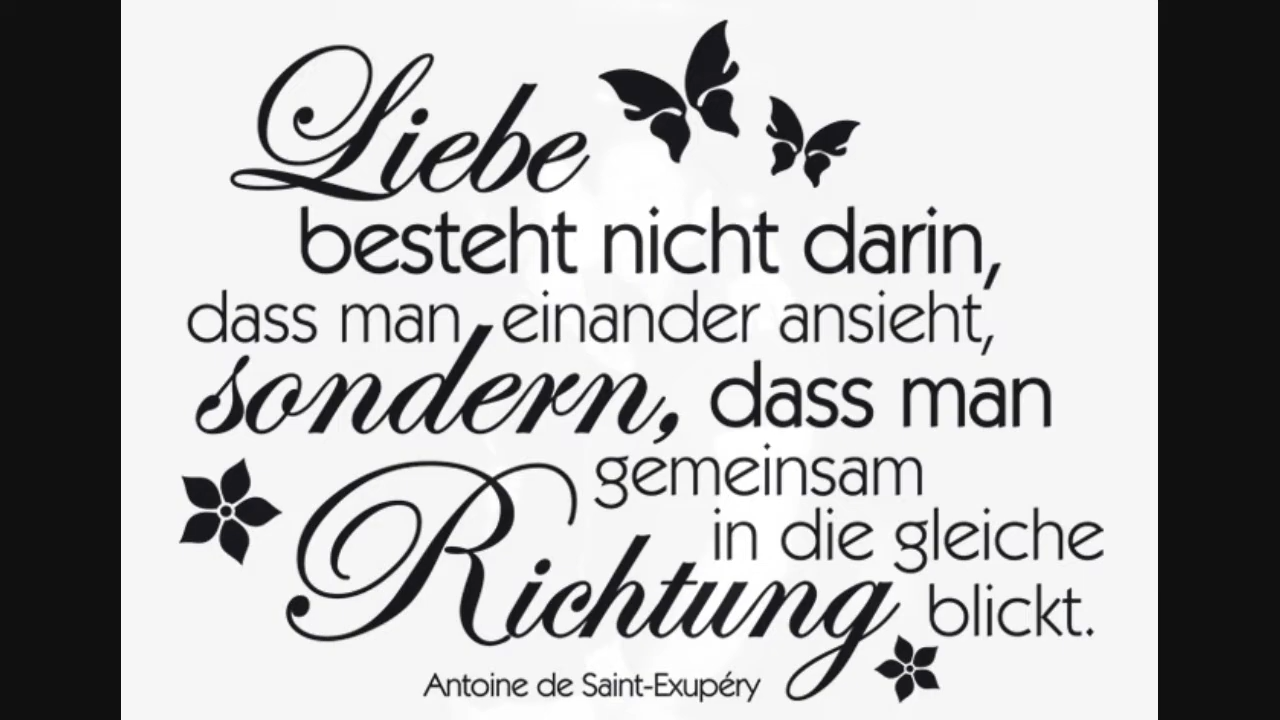 Liebe
besteht nicht darin,
dass man einander ansieht,
sondern, dass man
gemeinsam
in die gleiche
Richtung blickt.
Antoine de Saint-Exupéry